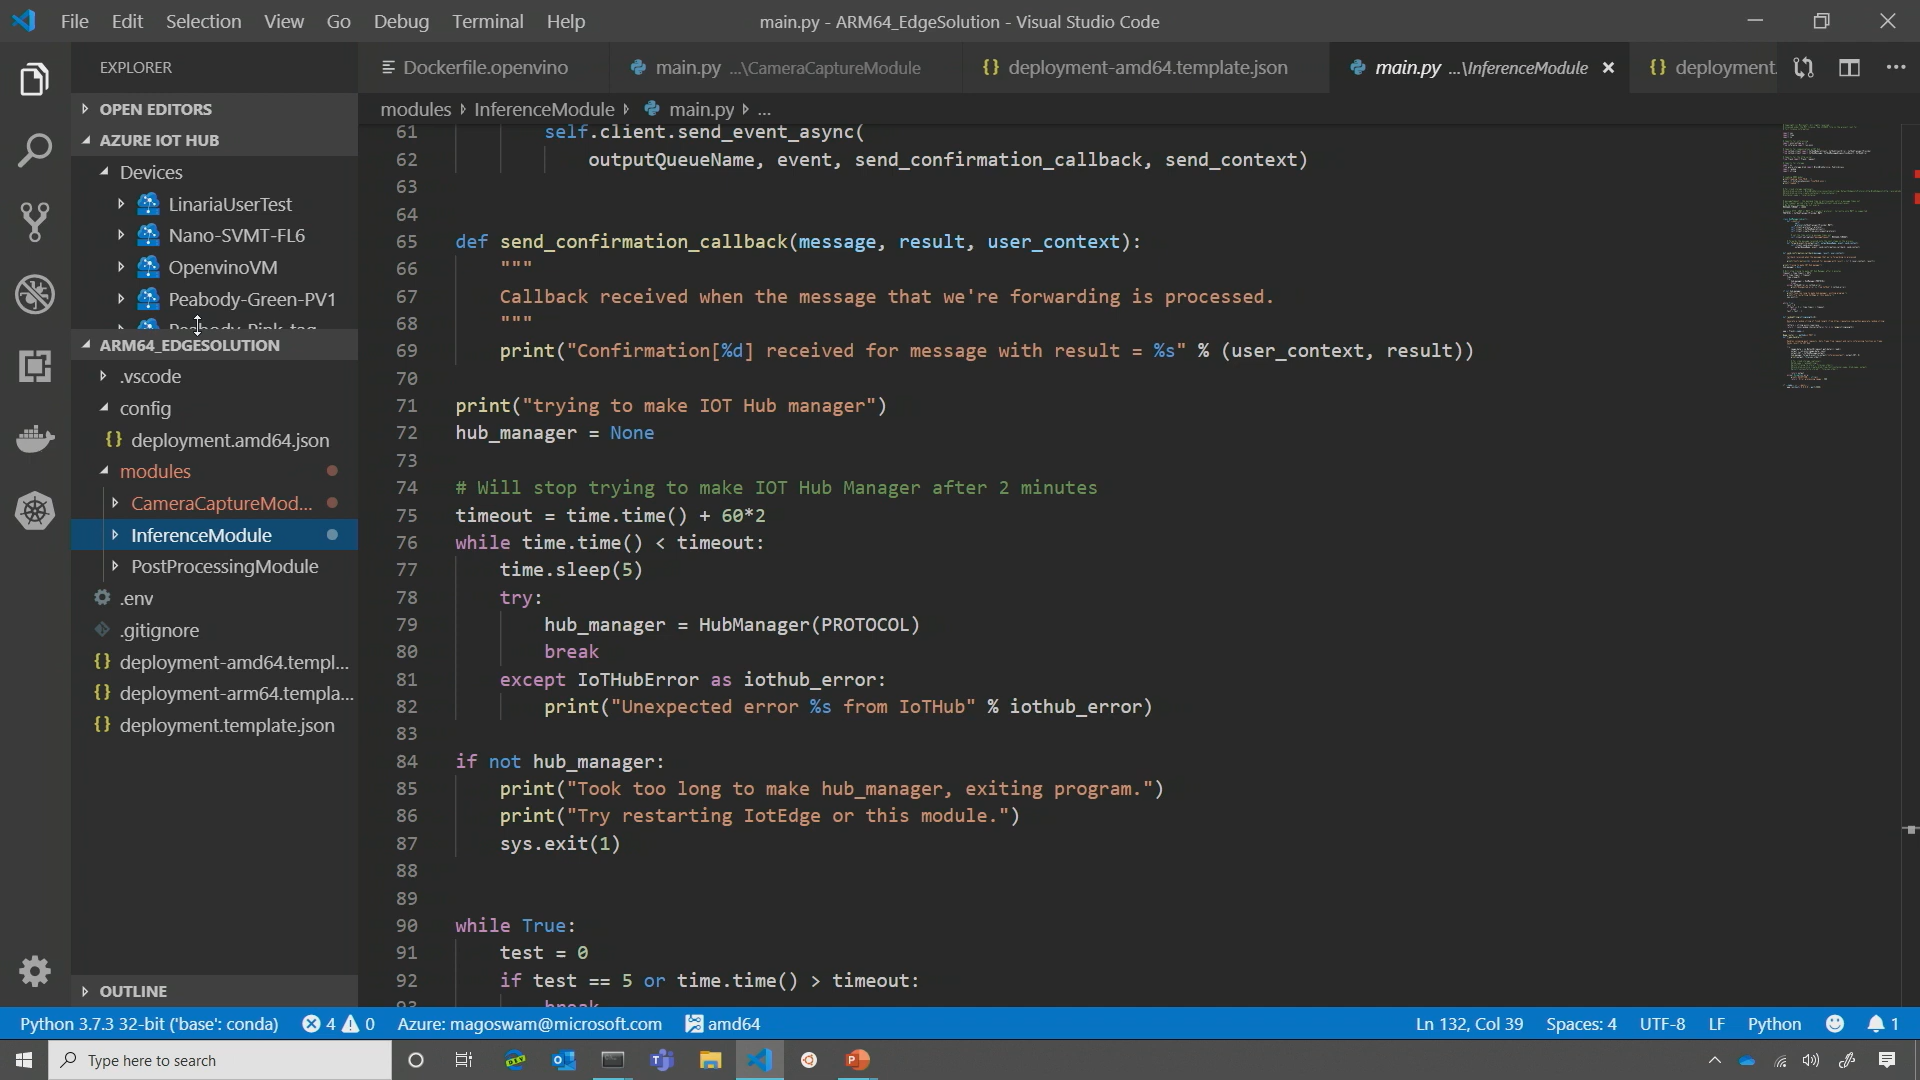 File Edit Selection View Go Debug Terminal Help
main.py - ARM64_EdgeSolution - Visual Studio Code
EXPLORER
OPEN EDITORS
AZURE IOT HUB
Devices
LinariaUserTest
Nano-SVMT-FL6
OpenvinoVM
Peabody-Green-PV1
Peabody-Pink-tag
ARM64_EDGESOLUTION
.vscode
config
{} deployment.amd64.json
modules
CameraCaptureMod...
InferenceModule
PostProcessingModule
.env
.gitignore
{} deployment-amd64.templ...
{} deployment-arm64.templa...
{} deployment.template.json
OUTLINE
Dockerfile.openvino
main.py ...\CameraCaptureModule
{} deployment-amd64.template.json
main.py ...\InferenceModule
{} deployment.
...
modules > InferenceModule > main.py > ...
61 self.client.send_event_async(
62 outputQueueName, event, send_confirmation_callback, send_context)
63
64
65 def send_confirmation_callback(message, result, user_context):
66 """
67 Callback received when the message that we're forwarding is processed.
68 """
69 print("Confirmation[%d] received for message with result = %s" % (user_context, result))
70
71 print("trying to make IOT Hub manager")
72 hub_manager = None
73
74 # Will stop trying to make IOT Hub Manager after 2 minutes
75 timeout = time.time() + 60*2
76 while time.time() < timeout:
77 time.sleep(5)
78 try:
79 hub_manager = HubManager(PROTOCOL)
80 break
81 except IoTHubError as iothub_error:
82 print("Unexpected error %s from IoTHub" % iothub_error)
83
84 if not hub_manager:
85 print("Took too long to make hub_manager, exiting program.")
86 print("Try restarting IotEdge or this module.")
87 sys.exit(1)
88
89
90 while True:
91 test = 0
92 if test == 5 or time.time() > timeout:
93 break
Python 3.7.3 32-bit ('base': conda) 4 0 Azure: magoswam@microsoft.com amd64
Ln 132, Col 39 Spaces: 4 UTF-8 LF Python 1
Type here to search